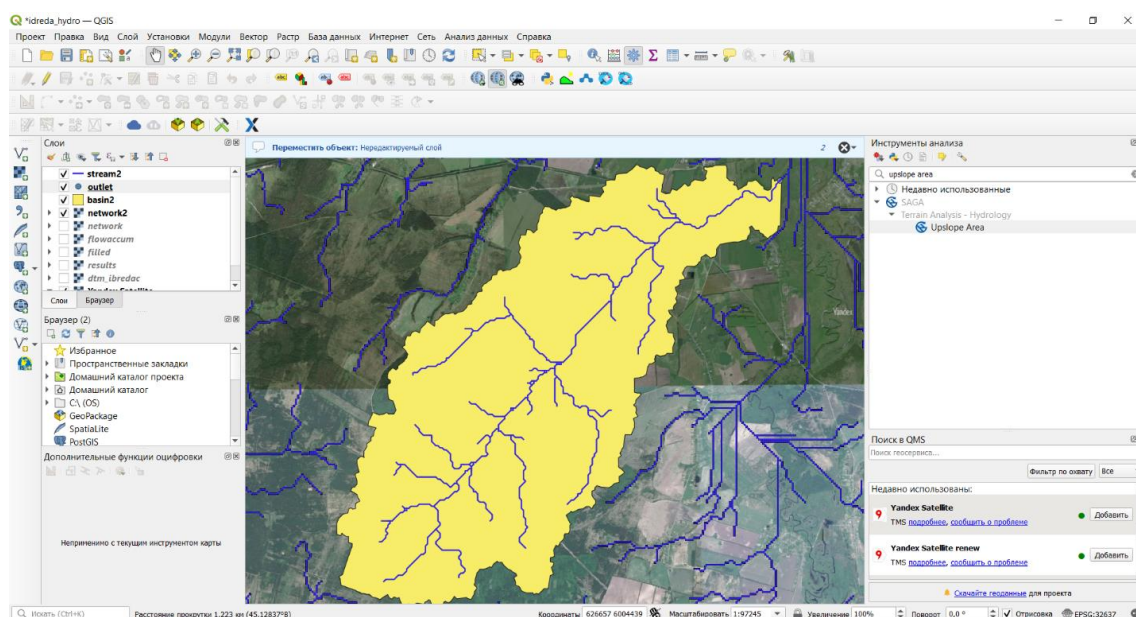 *idreda_hydro — QGIS
Проект Правка Вид Слой Установки Модули Вектор Растр База данных Интернет Сеть Анализ данных Справка
Слои
stream2
outlet
basin2
network2
network
flowaccum
filled
results
dtm_ibredac
Yandex Satellite
Слои Браузер
Браузер (2)
Избранное
Пространственные закладки
Домашний каталог проекта
Домашний каталог
C:\ (OS)
GeoPackage
SpatiaLite
PostGIS
Дополнительные функции оцифровки
Неприменимо с текущим инструментом карты
Переместить объект: Нередактируемый слой 2
Yandex
Инструменты анализа
upslope area
Недавно использованные
SAGA
Terrain Analysis - Hydrology
Upslope Area
Поиск в QMS
Поиск геосервиса...
Фильтр по охвату Все
Недавно использованы:
Yandex Satellite
TMS подробнее, сообщить о проблеме Добавить
Yandex Satellite renew
TMS подробнее, сообщить о проблеме Добавить
Скачайте геоданные для проекта
Искать (Ctrl+K) Расстояние прокрутки 1,223 км (45,12837°В) Координаты 626657 6004439 Масштабировать 1:97245 Увеличение 100% Поворот 0,0 ° Отрисовка EPSG:32637